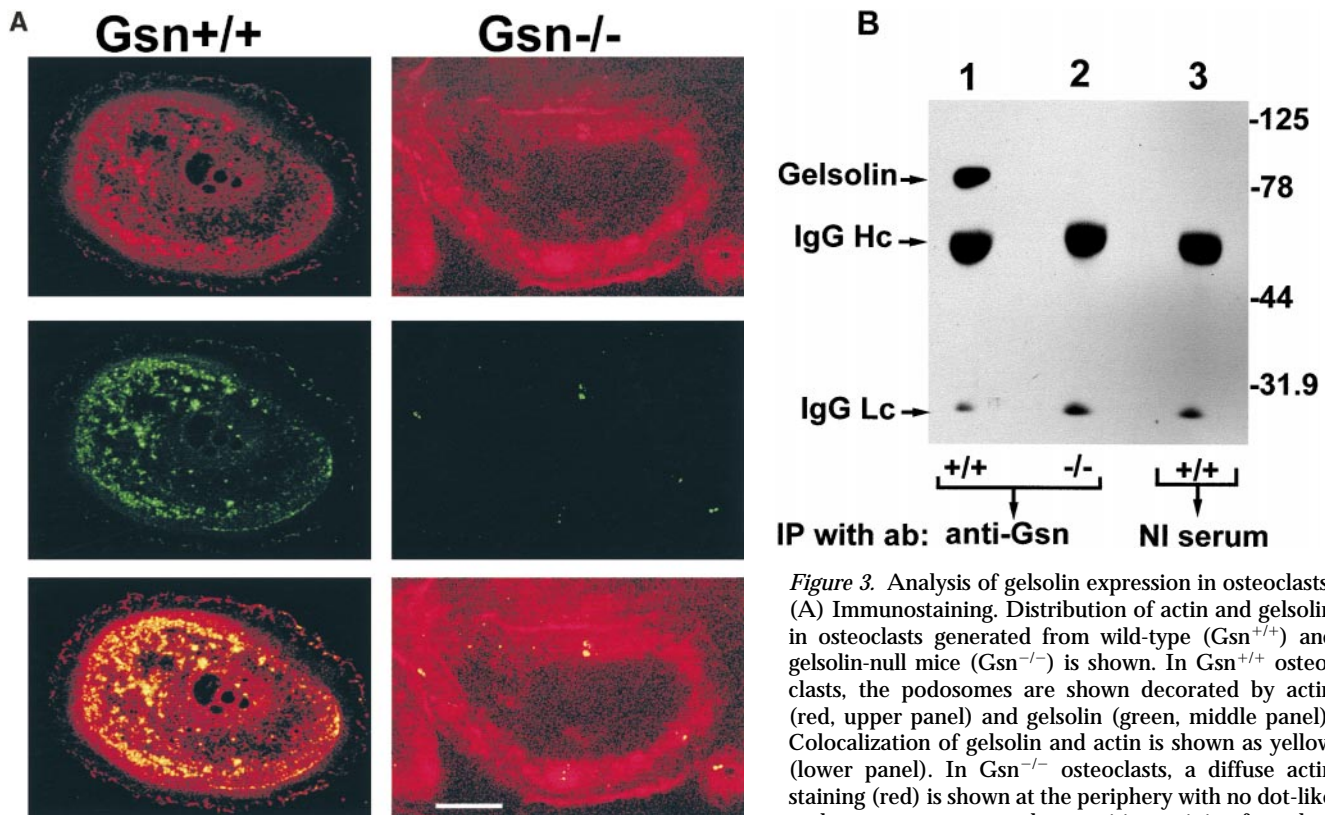 A
Gsn+/+
Gsn-/-
B
1
2
3
-125
Gelsolin
-78
IgG Hc
-44
-31.9
IgG Lc
+/+
-/-
+/+
IP with ab: anti-Gsn
NI serum
Figure 3. Analysis of gelsolin expression in osteoclasts
(A) Immunostaining. Distribution of actin and gelsolin
in osteoclasts generated from wild-type (Gsn+/+) and
gelsolin-null mice (Gsn−/−) is shown. In Gsn+/+ osteo
clasts, the podosomes are shown decorated by actin
(red, upper panel) and gelsolin (green, middle panel)
Colocalization of gelsolin and actin is shown as yellow
(lower panel). In Gsn−/− osteoclasts, a diffuse actin
staining (red) is shown at the periphery with no dot-like